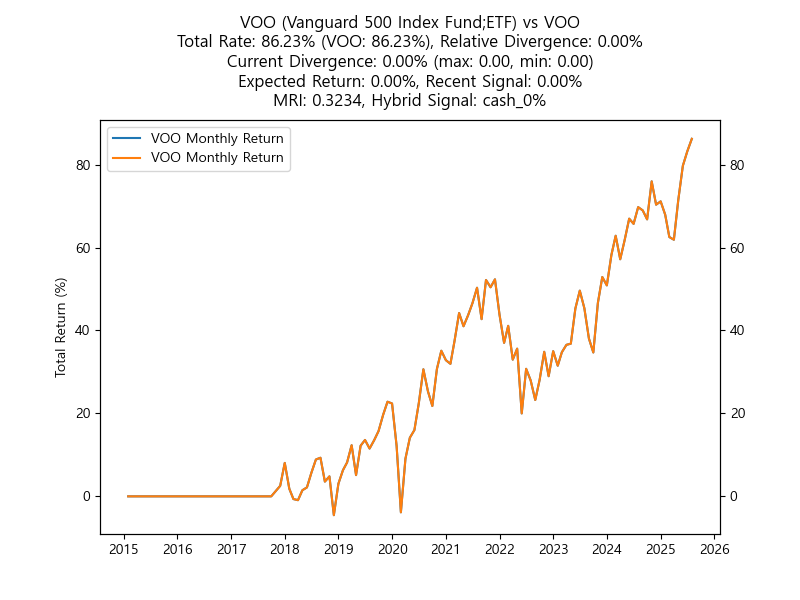 VOO (Vanguard 500 Index Fund;ETF) vs VOO
Total Rate: 86.23% (VOO: 86.23%), Relative Divergence: 0.00%
Current Divergence: 0.00% (max: 0.00, min: 0.00)
Expected Return: 0.00%, Recent Signal: 0.00%
MRI: 0.3234, Hybrid Signal: cash_0%
VOO Monthly Return
VOO Monthly Return
80 80
60 60
Total Return (%)
40 40
20 20
0 0
2015 2016 2017 2018 2019 2020 2021 2022 2023 2024 2025 2026